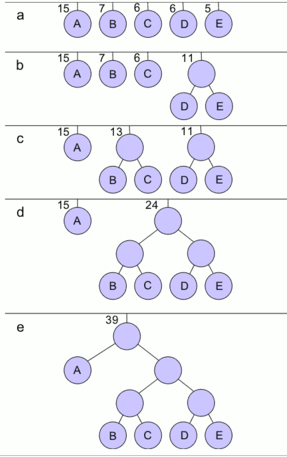 a 15 7 6 6 5
A B C D E
b 15 7 6 11
A B C
D E
c 15 13 11
A
B C D E
d 15 24
A
B C D E
e 39
A
B C D E